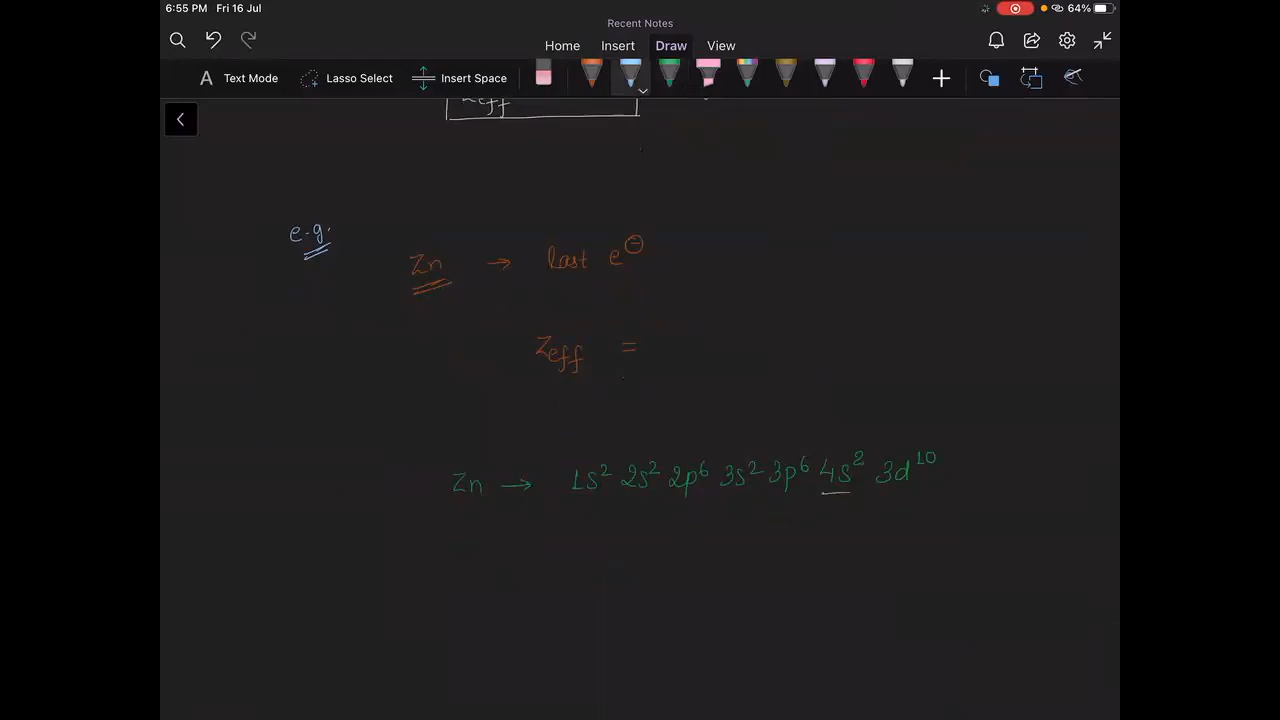 6:55 PM Fri 16 Jul
64%
Recent Notes
Home Insert Draw View
A Text Mode Lasso Select Insert Space
Zeff
e.g.
Zn → last e⊖
Zeff =
Zn → 1s² 2s² 2p⁶ 3s² 3p⁶ 4s² 3d¹⁰